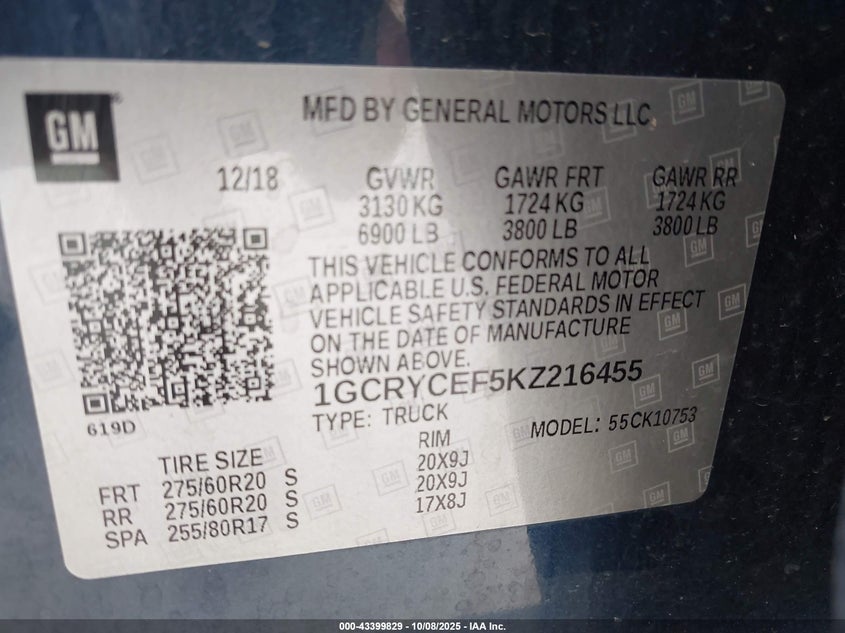 GM
MFD BY GENERAL MOTORS LLC
12/18 GVWR GAWR FRT GAWR RR
3130 KG 1724 KG 1724 KG
6900 LB 3800 LB 3800 LB
THIS VEHICLE CONFORMS TO ALL
APPLICABLE U.S. FEDERAL MOTOR
VEHICLE SAFETY STANDARDS IN EFFECT
ON THE DATE OF MANUFACTURE
SHOWN ABOVE.
1GCRYCEF5KZ216455
TYPE: TRUCK MODEL: 55CK10753
619D
TIRE SIZE RIM
FRT 275/60R20 S 20X9J
RR 275/60R20 S 20X9J
SPA 255/80R17 S 17X8J
000-43399829 - 10/08/2025 - IAA Inc.